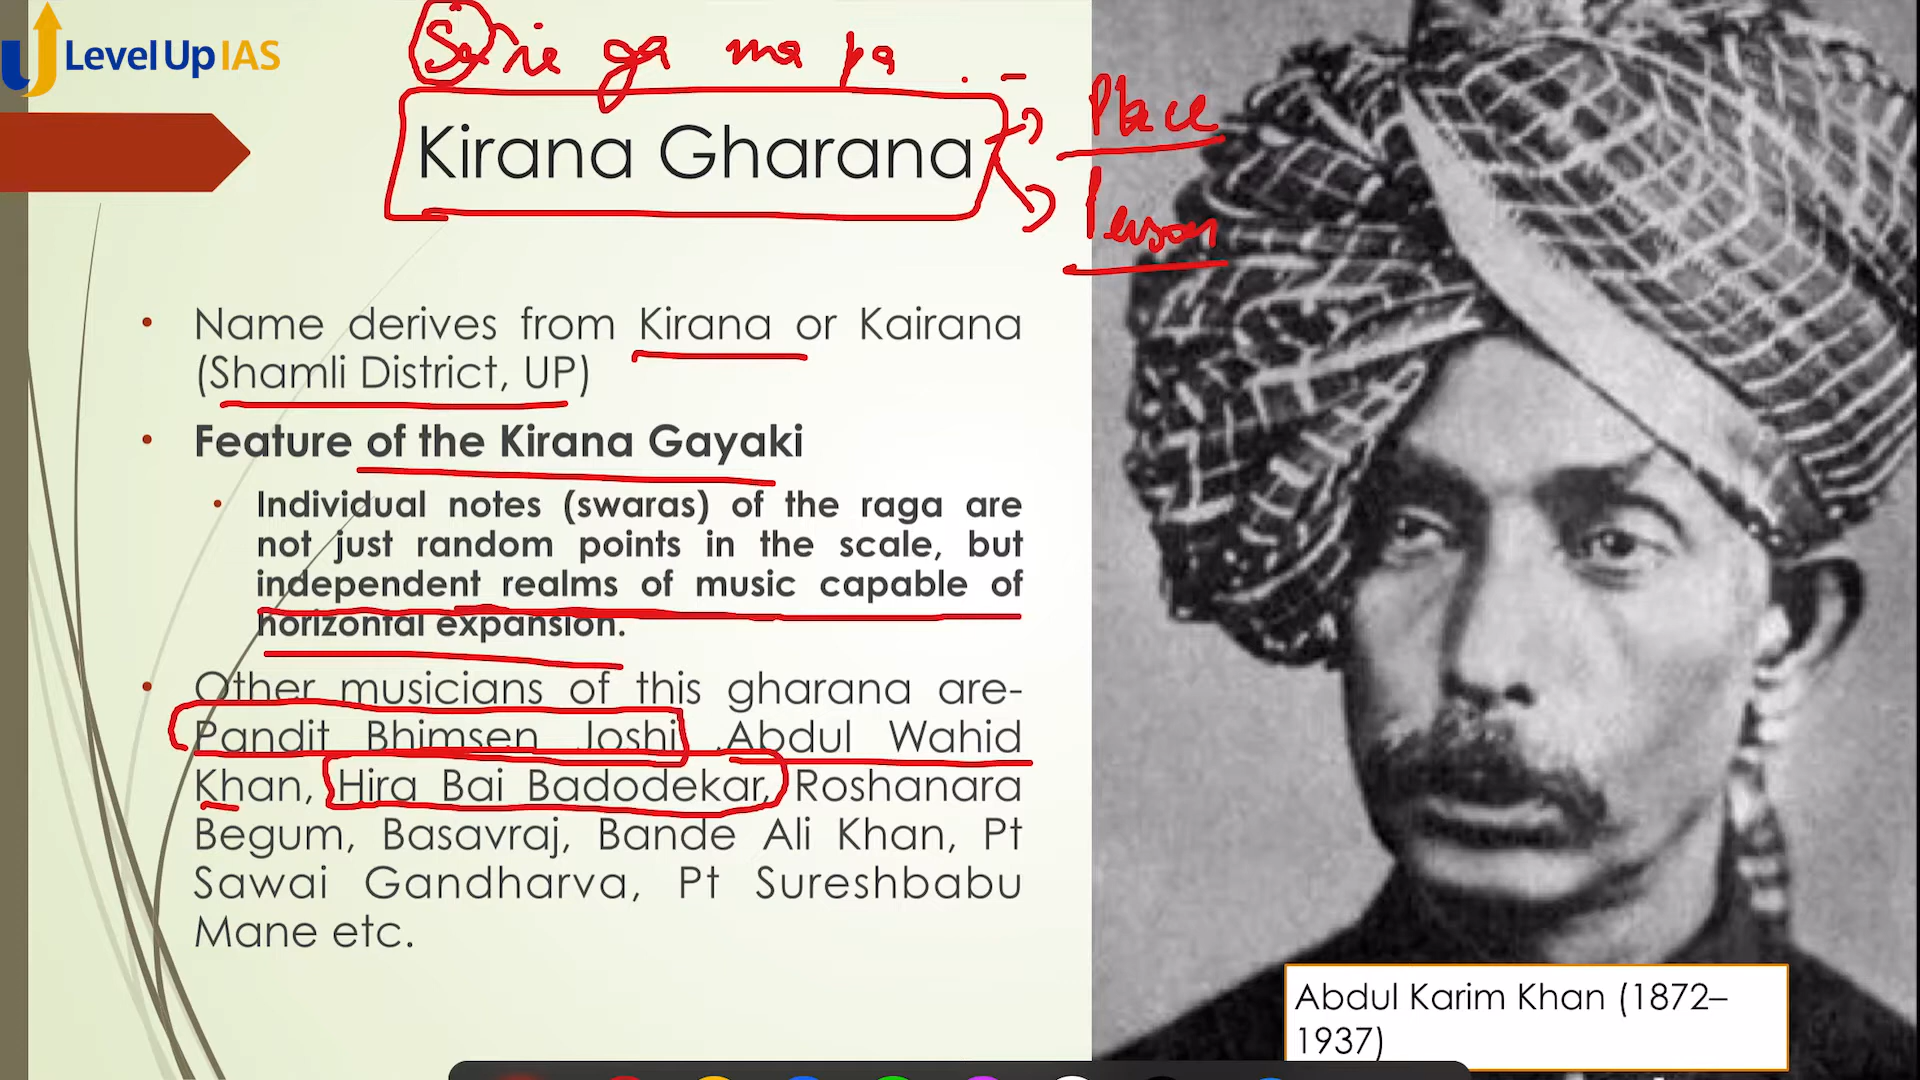 Level Up IAS
Sa re ga ma pa . –
Kirana Gharana
Place
Person
• Name derives from Kirana or Kairana
(Shamli District, UP)
• Feature of the Kirana Gayaki
• Individual notes (swaras) of the raga are
not just random points in the scale, but
independent realms of music capable of
horizontal expansion.
• Other musicians of this gharana are-
Pandit Bhimsen Joshi ,Abdul Wahid
Khan, Hira Bai Badodekar, Roshanara
Begum, Basavraj, Bande Ali Khan, Pt
Sawai Gandharva, Pt Sureshbabu
Mane etc.
Abdul Karim Khan (1872–
1937)